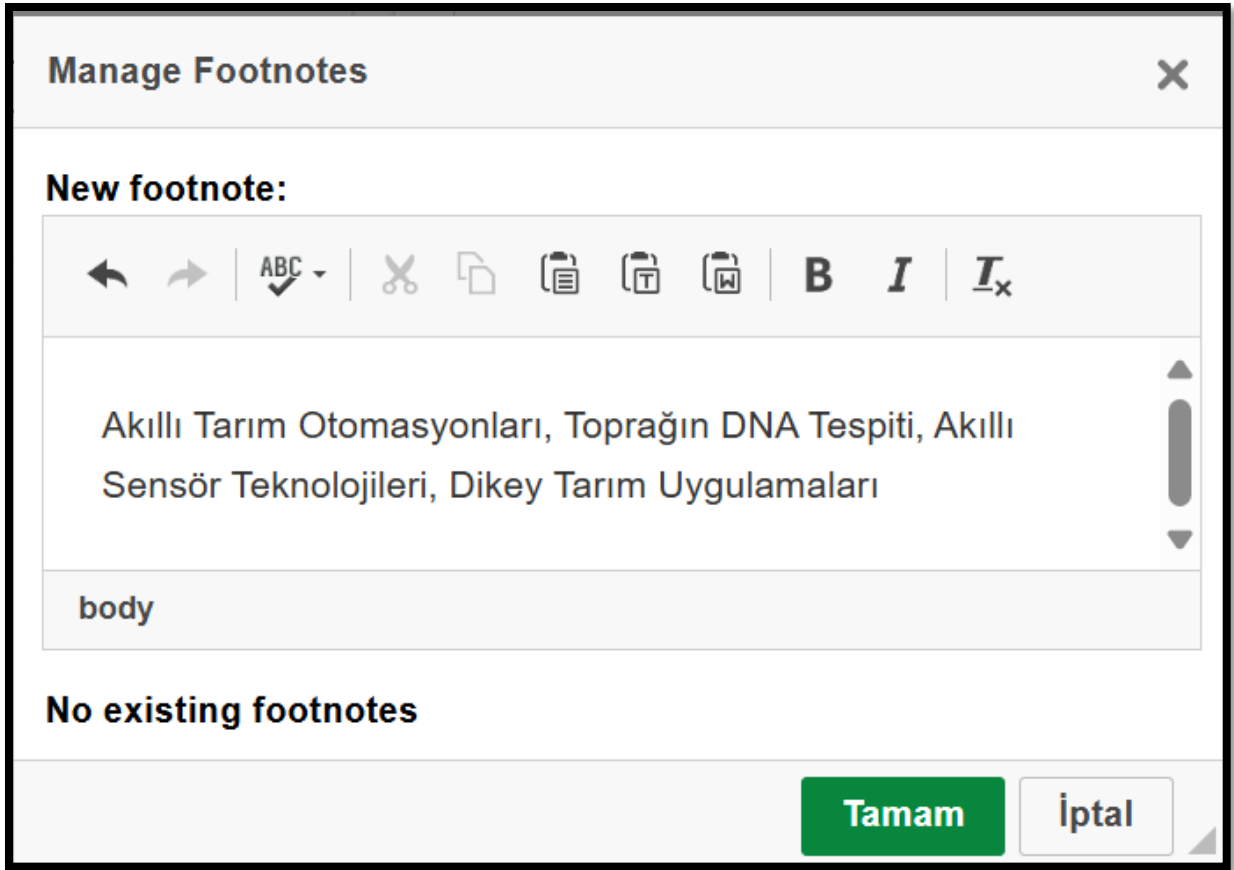 Manage Footnotes
New footnote:
ABC
B I Tx
Akıllı Tarım Otomasyonları, Toprağın DNA Tespiti, Akıllı
Sensör Teknolojileri, Dikey Tarım Uygulamaları
body
No existing footnotes
Tamam İptal